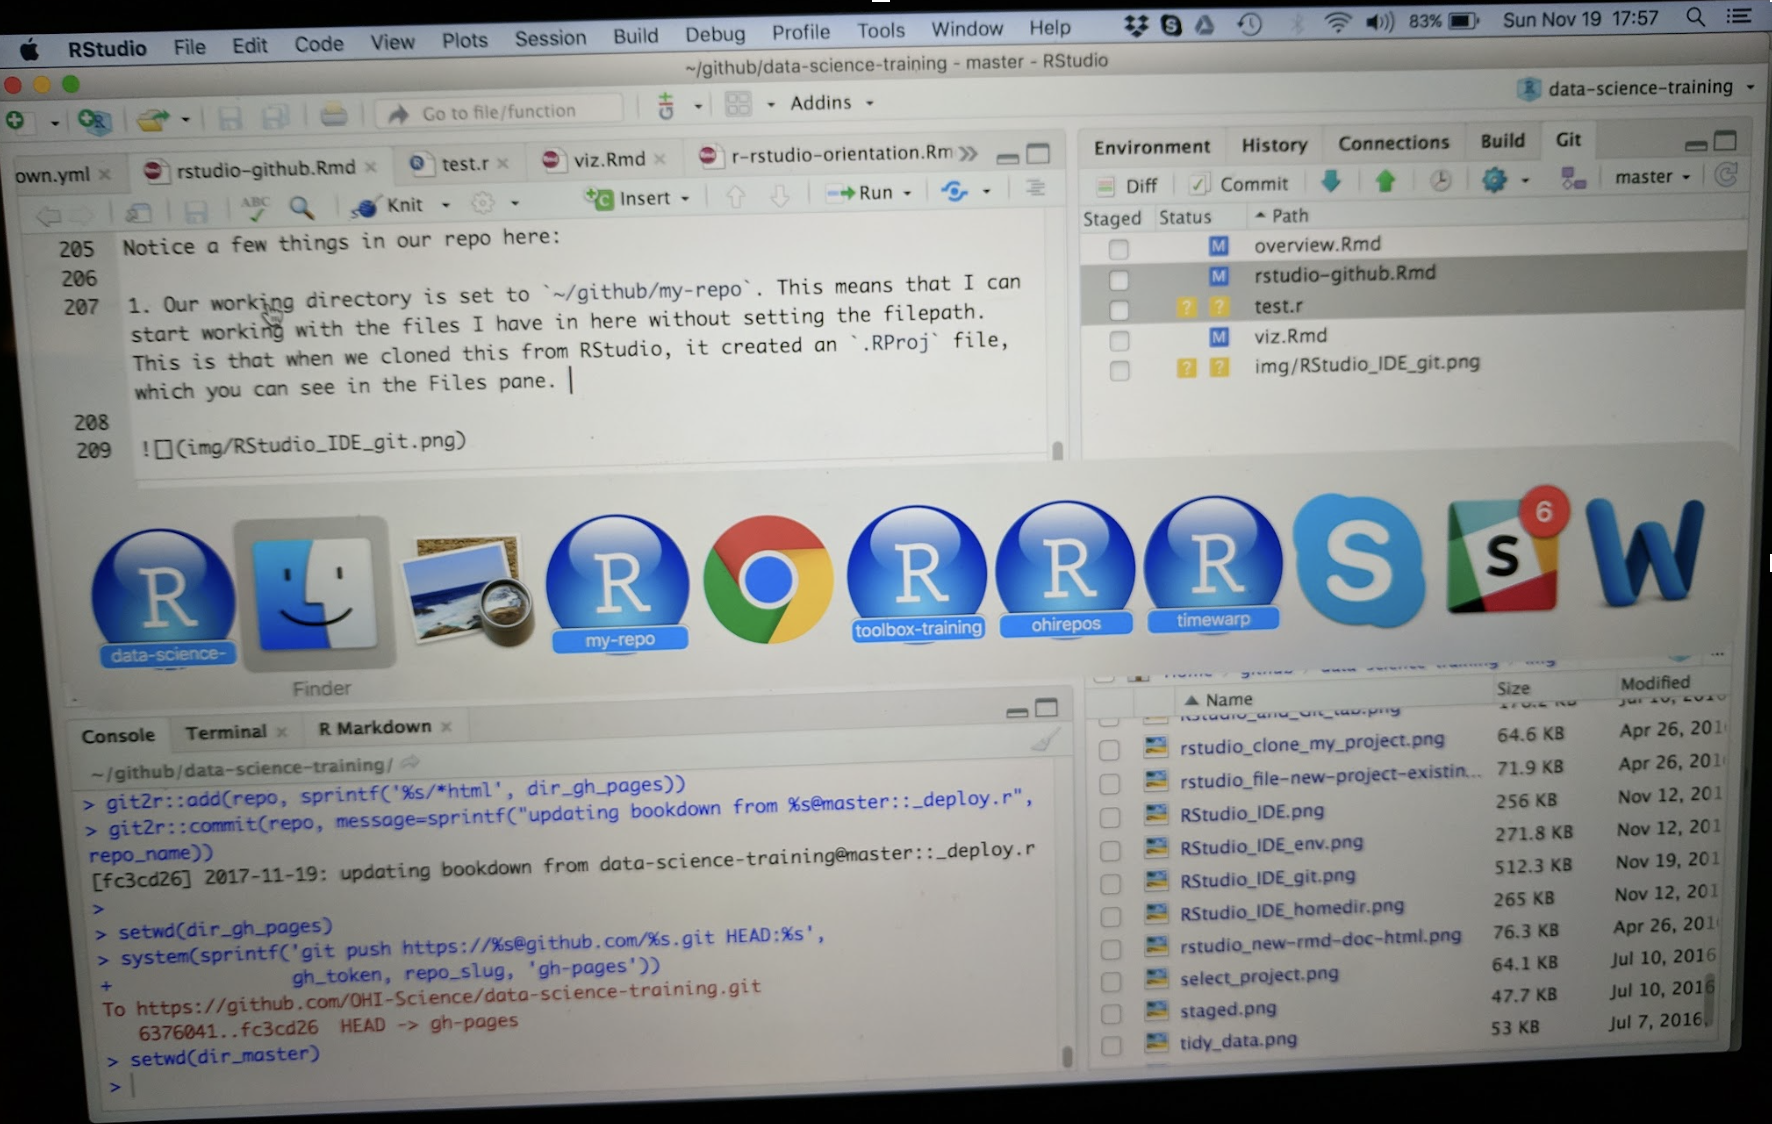 RStudio File Edit Code View Plots Session Build Debug Profile Tools Window Help 83% Sun Nov 19 17:57
~/github/data-science-training - master - RStudio
Go to file/function Addins data-science-training
own.yml rstudio-github.Rmd test.r viz.Rmd r-rstudio-orientation.Rm
ABC Knit Insert Run
205 Notice a few things in our repo here:
206
207 1. Our working directory is set to `~/github/my-repo`. This means that I can
start working with the files I have in here without setting the filepath.
This is that when we cloned this from RStudio, it created an `.RProj` file,
which you can see in the Files pane.
208
209 ![](img/RStudio_IDE_git.png)
Environment History Connections Build Git
Diff Commit master
Staged Status Path
M overview.Rmd
M rstudio-github.Rmd
? ? test.r
M viz.Rmd
? ? img/RStudio_IDE_git.png
R R R R R S S 6 W
data-science- my-repo toolbox-training ohirepos timewarp
Finder
Console Terminal R Markdown
~/github/data-science-training/
> git2r::add(repo, sprintf('%s/*html', dir_gh_pages))
> git2r::commit(repo, message=sprintf("updating bookdown from %s@master::_deploy.r",
repo_name))
[fc3cd26] 2017-11-19: updating bookdown from data-science-training@master::_deploy.r
>
> setwd(dir_gh_pages)
> system(sprintf('git push https://%s@github.com/%s.git HEAD:%s',
+ gh_token, repo_slug, 'gh-pages'))
To https://github.com/OHI-Science/data-science-training.git
6376041..fc3cd26 HEAD -> gh-pages
> setwd(dir_master)
>
Name Size Modified
rstudio_clone_my_project.png 64.6 KB Apr 26, 201
rstudio_file-new-project-existin... 71.9 KB Apr 26, 201
RStudio_IDE.png 256 KB Nov 12, 201
RStudio_IDE_env.png 271.8 KB Nov 12, 201
RStudio_IDE_git.png 512.3 KB Nov 19, 201
RStudio_IDE_homedir.png 265 KB Nov 12, 201
rstudio_new-rmd-doc-html.png 76.3 KB Apr 26, 201
select_project.png 64.1 KB Jul 10, 2016
staged.png 47.7 KB Jul 10, 2016
tidy_data.png 53 KB Jul 7, 2016,